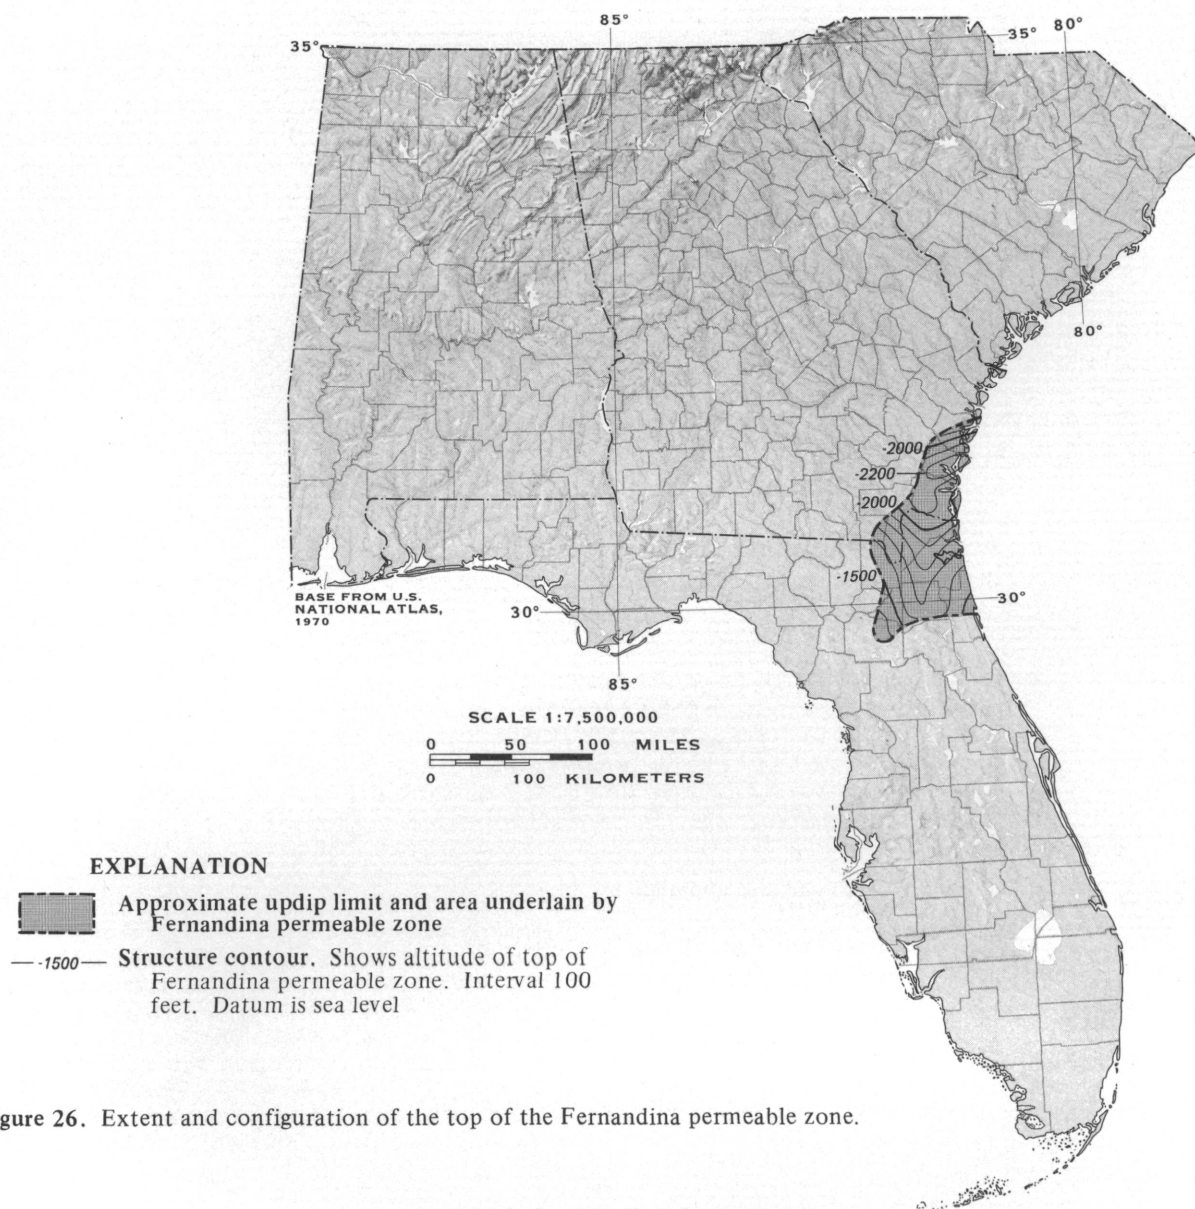 85°
80°
35°
35°
80°
-2000
-2200
-2000
-1500
BASE FROM U.S.
NATIONAL ATLAS,
1970
30°
30°
85°
SCALE 1:7,500,000
0 50 100 MILES
0 100 KILOMETERS
EXPLANATION
Approximate updip limit and area underlain by
Fernandina permeable zone
-1500
Structure contour. Shows altitude of top of
Fernandina permeable zone. Interval 100
feet. Datum is sea level
gure 26. Extent and configuration of the top of the Fernandina permeable zone.